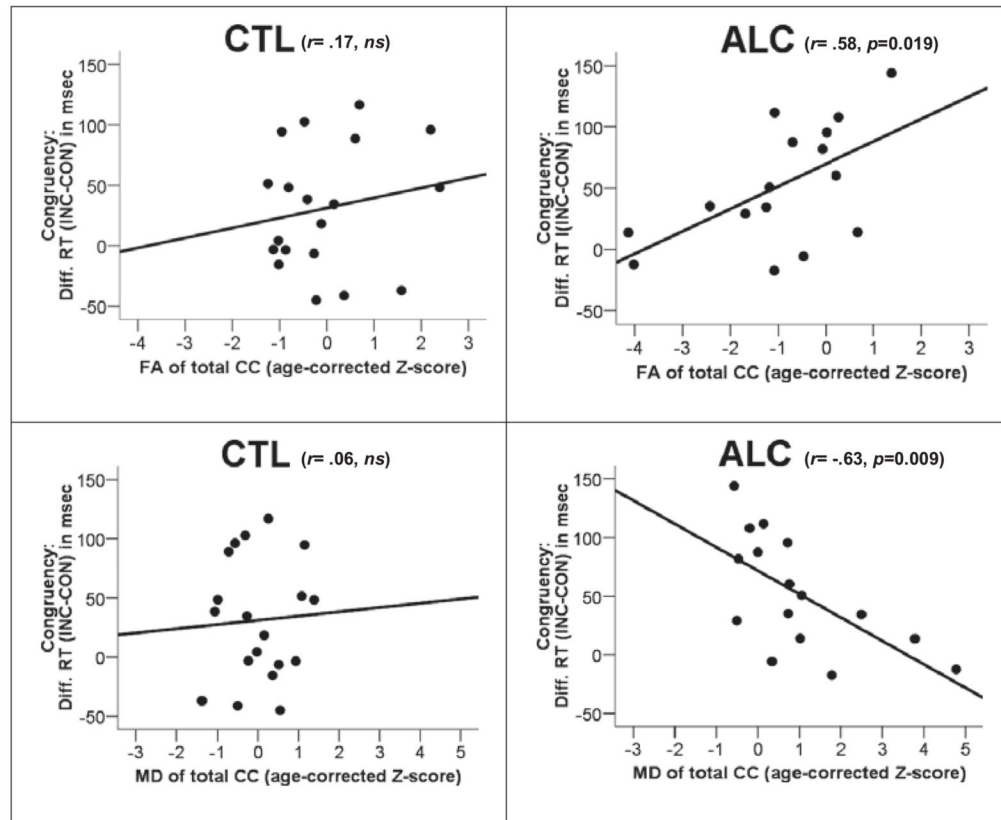 CTL (r= .17, ns)
Congruency:
Diff. RT (INC-CON) in msec
150
100
50
0
-50
-4 -3 -2 -1 0 1 2 3
FA of total CC (age-corrected Z-score)
ALC (r= .58, p=0.019)
Congruency:
Diff. RT I(INC-CON) in msec
150
100
50
0
-50
-4 -3 -2 -1 0 1 2 3
FA of total CC (age-corrected Z-score)
CTL (r= .06, ns)
Congruency:
Diff. RT (INC-CON) in msec
150
100
50
0
-50
-3 -2 -1 0 1 2 3 4 5
MD of total CC (age-corrected Z-score)
ALC (r= -.63, p=0.009)
Congruency:
Diff. RT (INC-CON) in msec
150
100
50
0
-50
-3 -2 -1 0 1 2 3 4 5
MD of total CC (age-corrected Z-score)